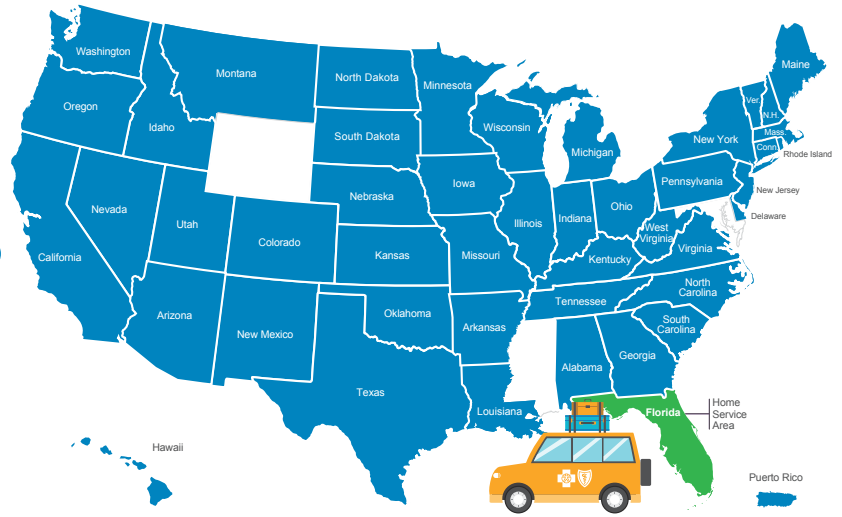 Washington
Montana
North Dakota
Minnesota
Maine
Oregon
Idaho
South Dakota
Wisconsin
Michigan
Ver.
N.H.
New York
Mass.
Conn.
Rhode Island
Nevada
Utah
Nebraska
Iowa
Pennsylvania
New Jersey
Delaware
California
Colorado
Kansas
Missouri
Illinois
Indiana
Ohio
West
Virginia
Virginia
Kentucky
Arizona
New Mexico
Oklahoma
Arkansas
Tennessee
North
Carolina
South
Carolina
Texas
Louisiana
Alabama
Georgia
Florida
Home
Service
Area
Hawaii
Puerto Rico